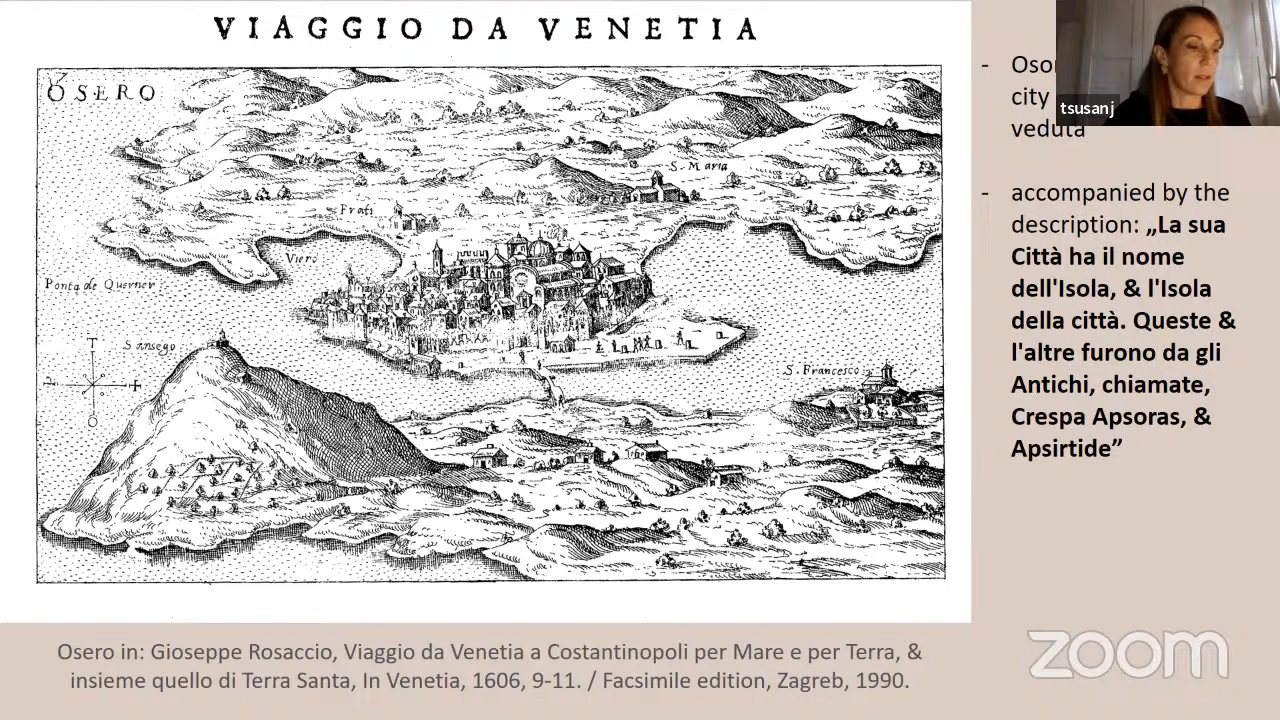 VIAGGIO DA VENETIA
OSERO
S. Maria
Prati
Viero
Ponta de Querner
Sansego
S. Francesco
tsusanj
-
city
veduta
- accompanied by the
description: „La sua
Città ha il nome
dell'Isola, & l'Isola
della città. Queste &
l'altre furono da gli
Antichi, chiamate,
Crespa Apsoras, &
Apsirtide”
Osero in: Gioseppe Rosaccio, Viaggio da Venetia a Costantinopoli per Mare e per Terra, &
insieme quello di Terra Santa, In Venetia, 1606, 9-11. / Facsimile edition, Zagreb, 1990.
zoom